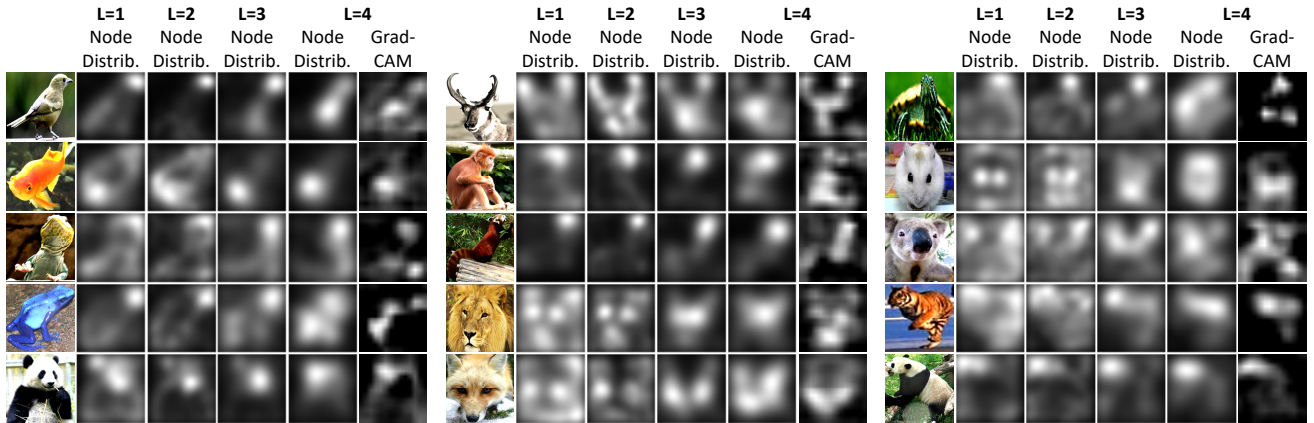 L=1 L=2 L=3 L=4
Node Node Node Node Grad-
Distrib. Distrib. Distrib. Distrib. CAM
L=1 L=2 L=3 L=4
Node Node Node Node Grad-
Distrib. Distrib. Distrib. Distrib. CAM
L=1 L=2 L=3 L=4
Node Node Node Node Grad-
Distrib. Distrib. Distrib. Distrib. CAM